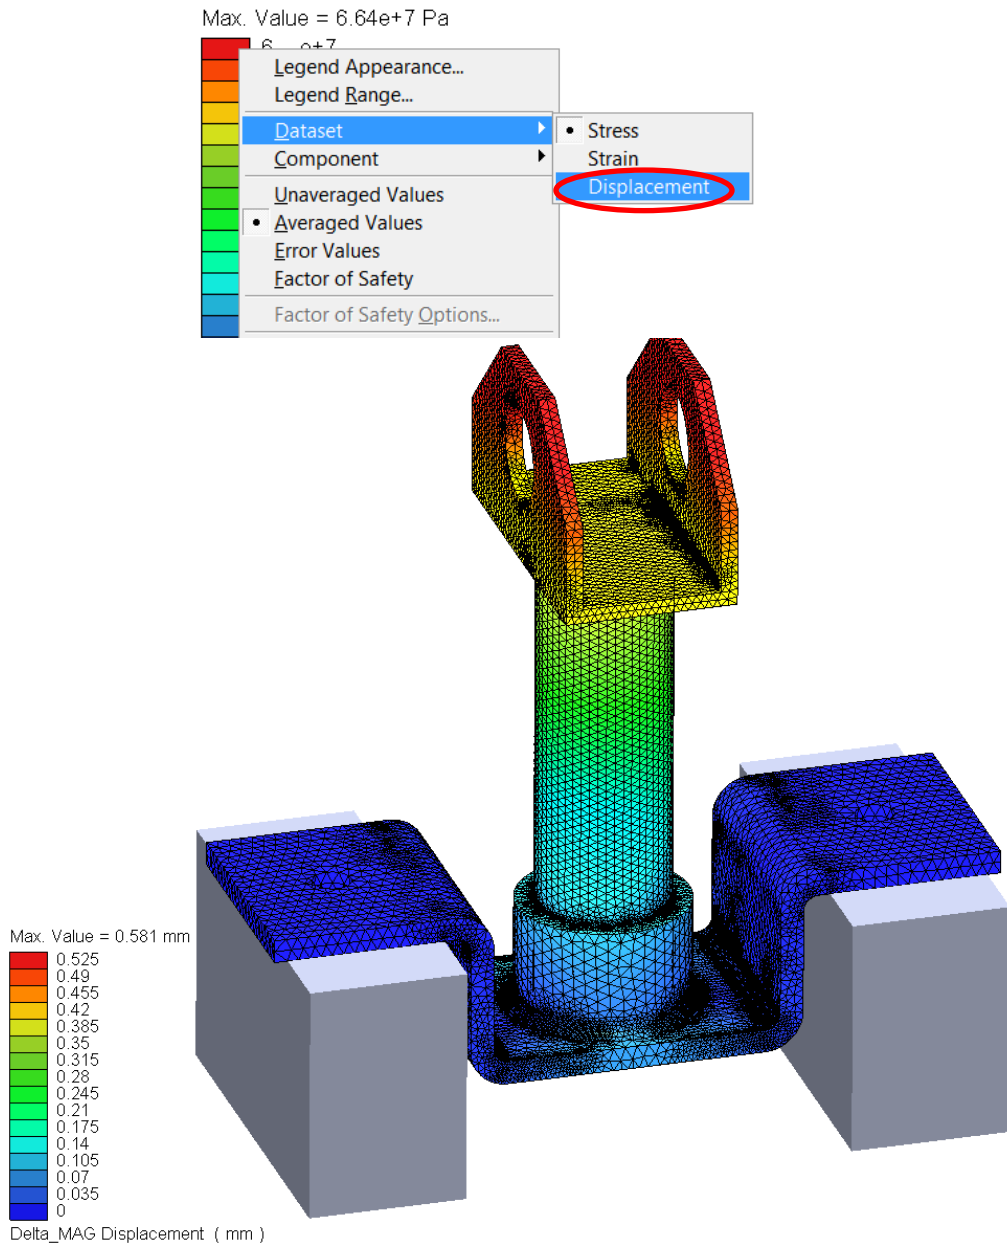 Max. Value = 6.64e+7 Pa
Legend Appearance...
Legend Range...
Dataset
Component
Unaveraged Values
Averaged Values
Error Values
Factor of Safety
Factor of Safety Options...
Stress
Strain
Displacement
Max. Value = 0.581 mm
0.525
0.49
0.455
0.42
0.385
0.35
0.315
0.28
0.245
0.21
0.175
0.14
0.105
0.07
0.035
0
Delta_MAG Displacement ( mm )